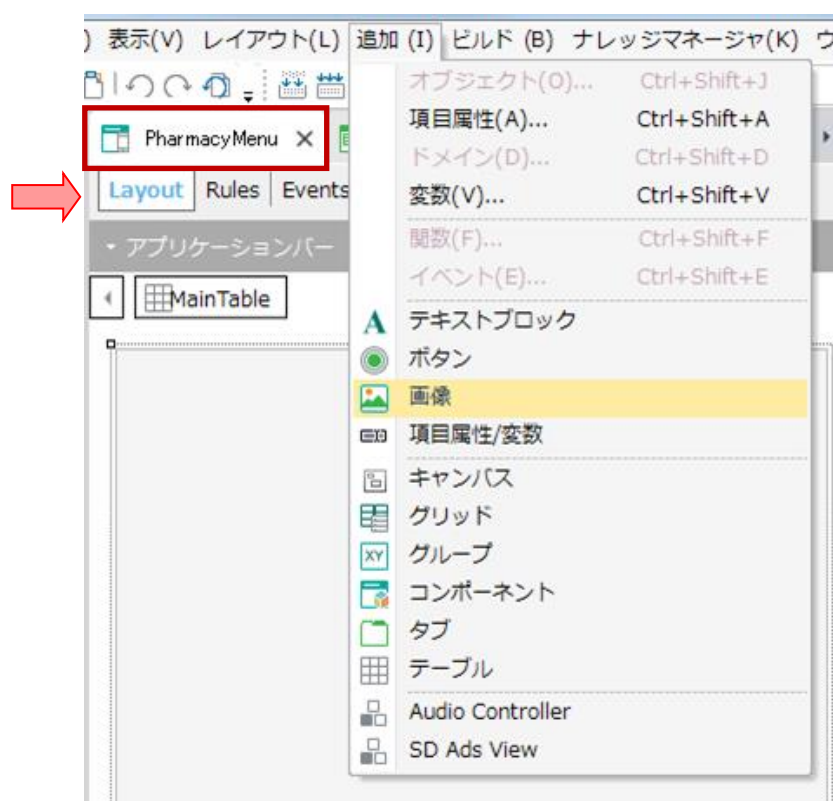 ) 表示(V) レイアウト(L) 追加 (I) ビルド (B) ナレッジマネージャ(K) ウ
オブジェクト(O)... Ctrl+Shift+J
項目属性(A)... Ctrl+Shift+A
PharmacyMenu
ドメイン(D)... Ctrl+Shift+D
Layout Rules Events
変数(V)... Ctrl+Shift+V
アプリケーションバー
関数(F)... Ctrl+Shift+F
イベント(E)... Ctrl+Shift+E
MainTable
テキストブロック
ボタン
画像
項目属性/変数
キャンバス
グリッド
グループ
XY
コンポーネント
タブ
テーブル
Audio Controller
SD Ads View